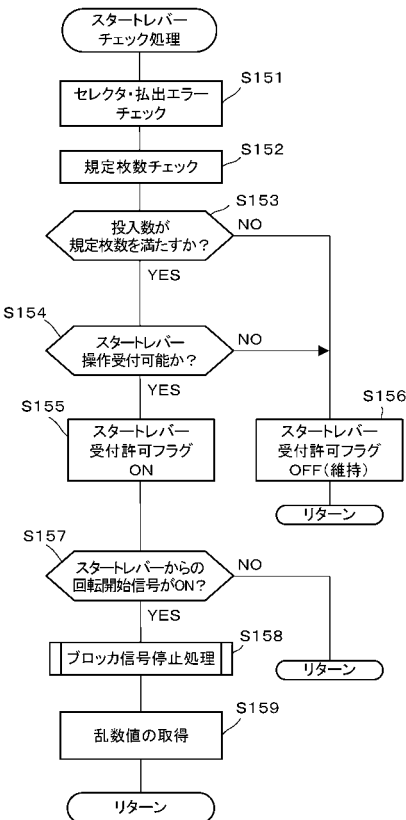 スタートレバー
チェック処理
S151
セレクタ・払出エラー
チェック
S152
規定枚数チェック
S153
投入数が
規定枚数を満たすか？
NO
YES
S154
スタートレバー
操作受付可能か？
NO
YES
S155
スタートレバー
受付許可フラグ
ON
S156
スタートレバー
受付許可フラグ
OFF(維持)
リターン
S157
スタートレバーからの
回転開始信号がON？
NO
YES
S158
ブロッカ信号停止処理
リターン
S159
乱数値の取得
リターン